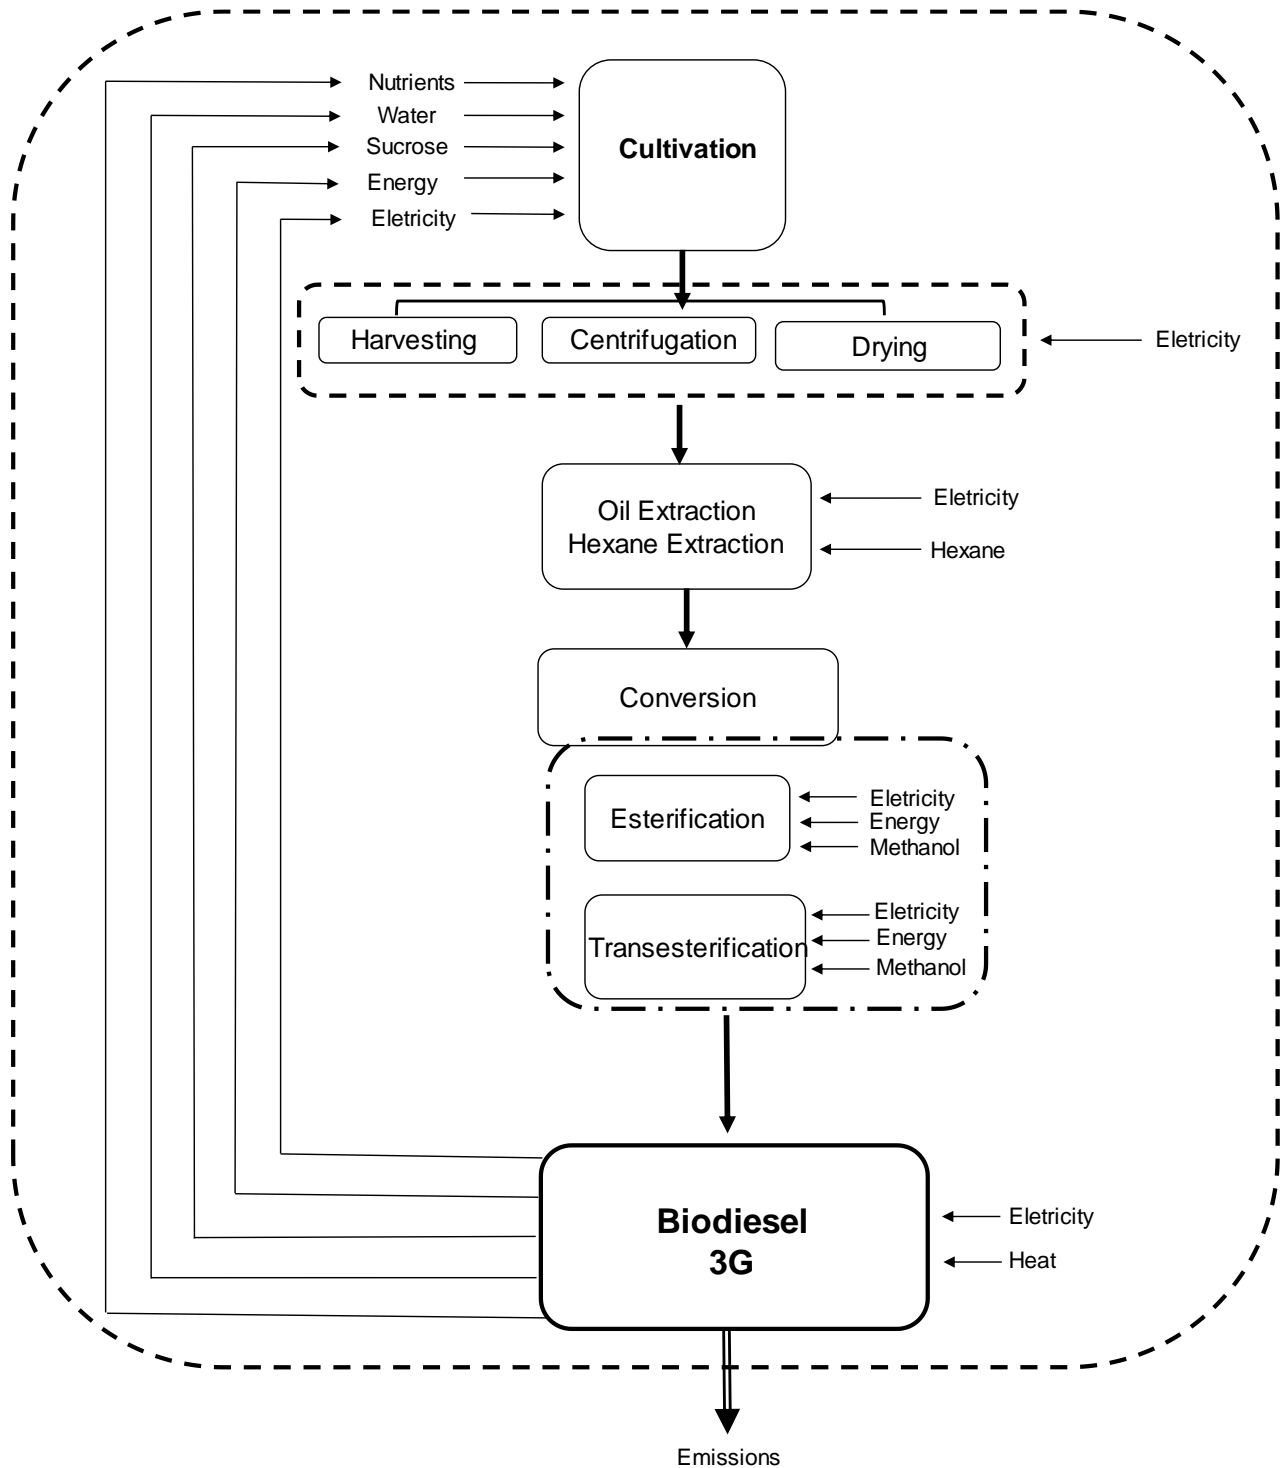 Nutrients
Water
Sucrose
Energy
Eletricity
Cultivation
Harvesting
Centrifugation
Drying
Eletricity
Oil Extraction
Hexane Extraction
Eletricity
Hexane
Conversion
Esterification
Eletricity
Energy
Methanol
Transesterification
Eletricity
Energy
Methanol
Biodiesel
3G
Eletricity
Heat
Emissions